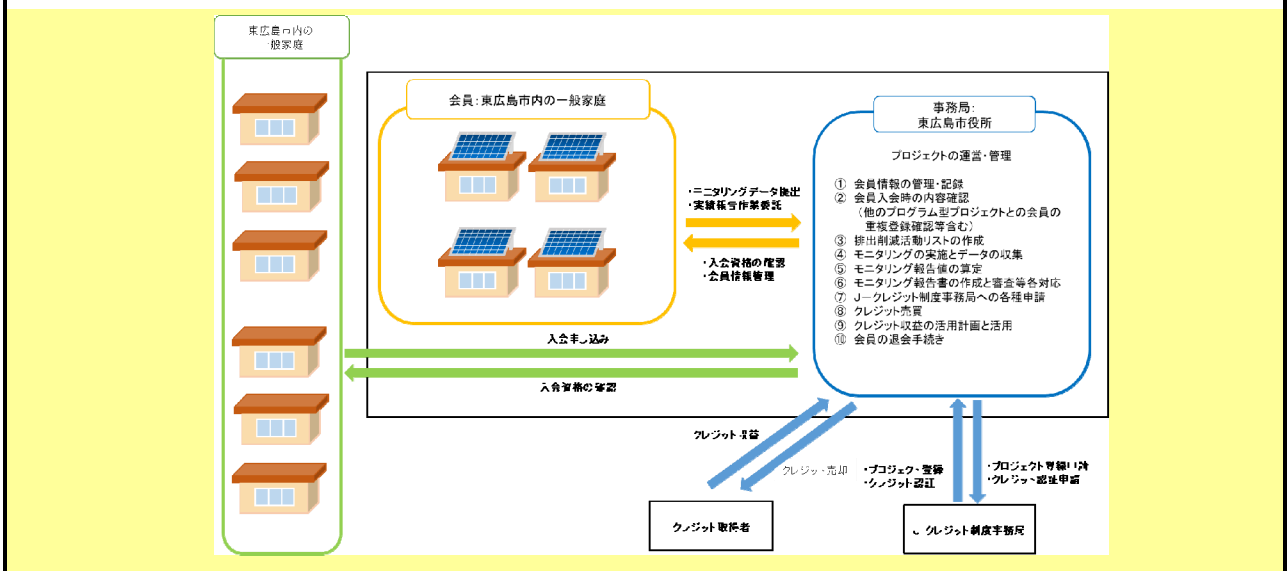 東広島市内の
一般家庭
会員：東広島市内の一般家庭
事務局：
東広島市役所
プロジェクトの運営・管理
① 会員情報の管理・記録
② 会員入会時の内容確認
（他のプログラム型プロジェクトとの会員の
重複登録確認等含む）
③ 排出削減活動リストの作成
④ モニタリングの実施とデータの収集
⑤ モニタリング報告値の算定
⑥ モニタリング報告書の作成と審査等各対応
⑦ J－クレジット制度事務局への各種申請
⑧ クレジット売買
⑨ クレジット収益の活用計画と活用
⑩ 会員の退会手続き
・モニタリングデータ提出
・実績報告作業委託
・入会資格の確認
・会員情報管理
入会申し込み
入会資格の確認
クレジット収益
クレジット売却
・プロジェクト登録
・クレジット認証
・プロジェクト登録申請
・クレジット認証申請
クレジット取得者
J－クレジット制度事務局